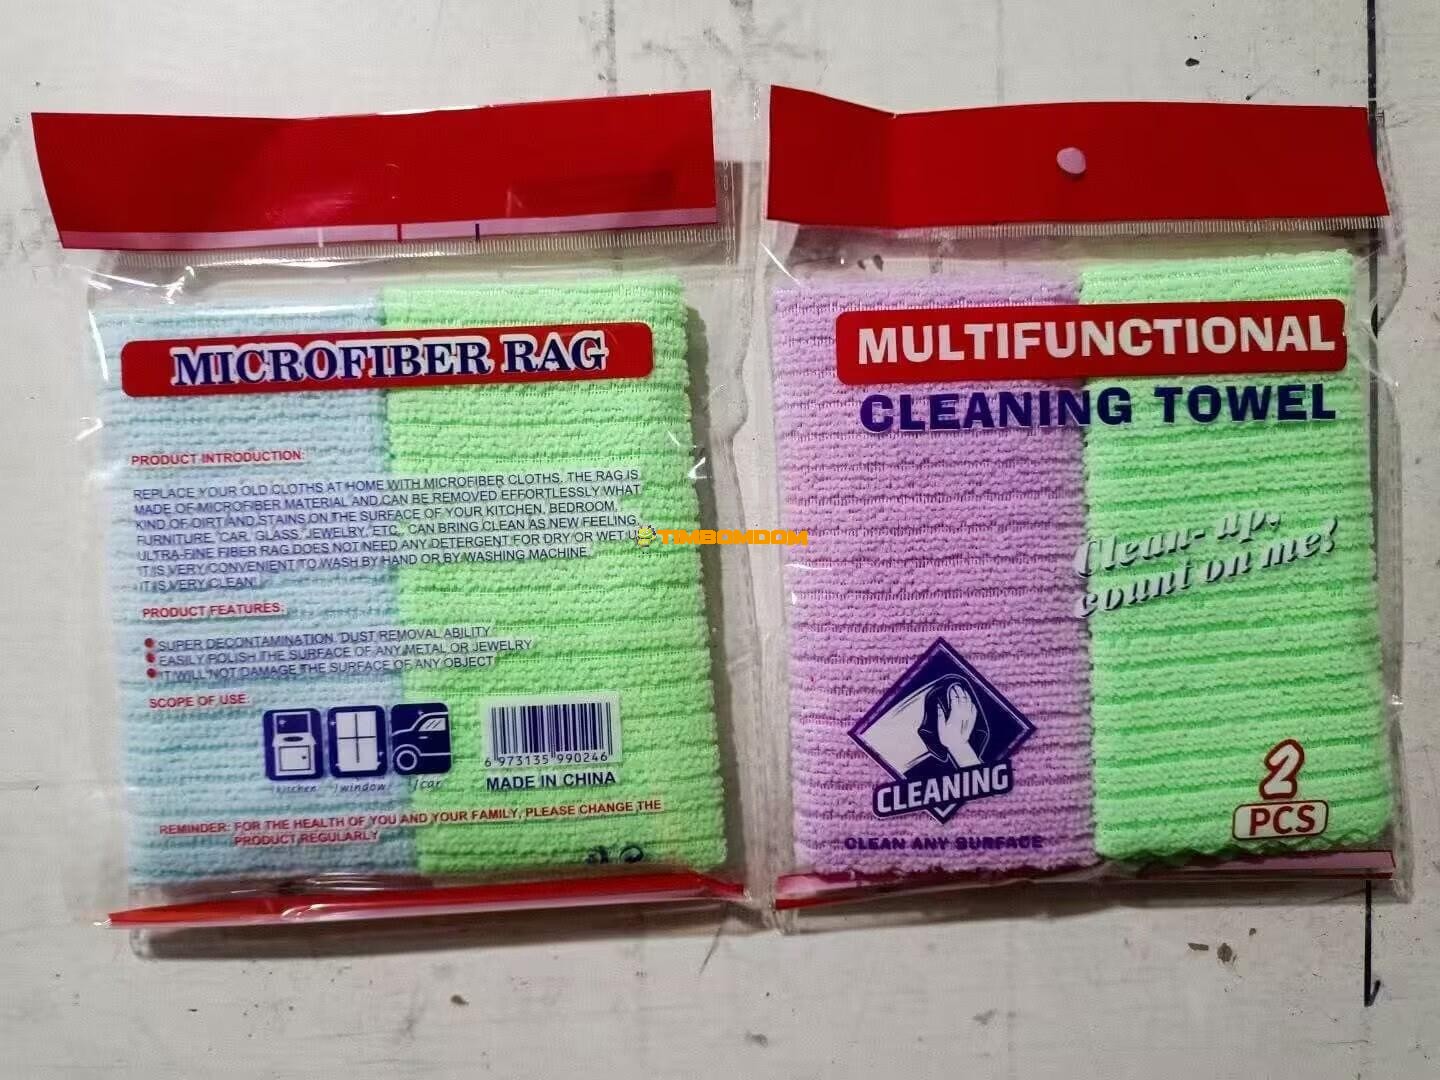 MICROFIBER RAG
PRODUCT INTRODUCTION:
REPLACE YOUR OLD CLOTHS AT HOME WITH MICROFIBER CLOTHS. THE RAG IS
MADE OF MICROFIBER MATERIAL AND CAN BE REMOVED EFFORTLESSLY WHAT
KIND OF DIRT AND STAINS ON THE SURFACE OF YOUR KITCHEN, BEDROOM,
FURNITURE, CAR, GLASS, JEWELRY, ETC, CAN BRING CLEAN AS NEW FEELING
ULTRA-FINE FIBER RAG DOES NOT NEED ANY DETERGENT FOR DRY OR WET
IT IS VERY CONVENIENT TO WASH BY HAND OR BY WASHING MACHINE.
IT IS VERY CLEAN!
PRODUCT FEATURES:
SUPER DECONTAMINATION DUST REMOVAL ABILITY
EASILY POLISH THE SURFACE OF ANY METAL OR JEWELRY
IT WILL NOT DAMAGE THE SURFACE OF ANY OBJECT
SCOPE OF USE:
kitchen /window /car
6 973135 990246
MADE IN CHINA
REMINDER: FOR THE HEALTH OF YOU AND YOUR FAMILY, PLEASE CHANGE THE
PRODUCT REGULARLY
TIMBOMDOM
MULTIFUNCTIONAL
CLEANING TOWEL
Clean-up,
count on me!
CLEANING
CLEAN ANY SURFACE
2
PCS